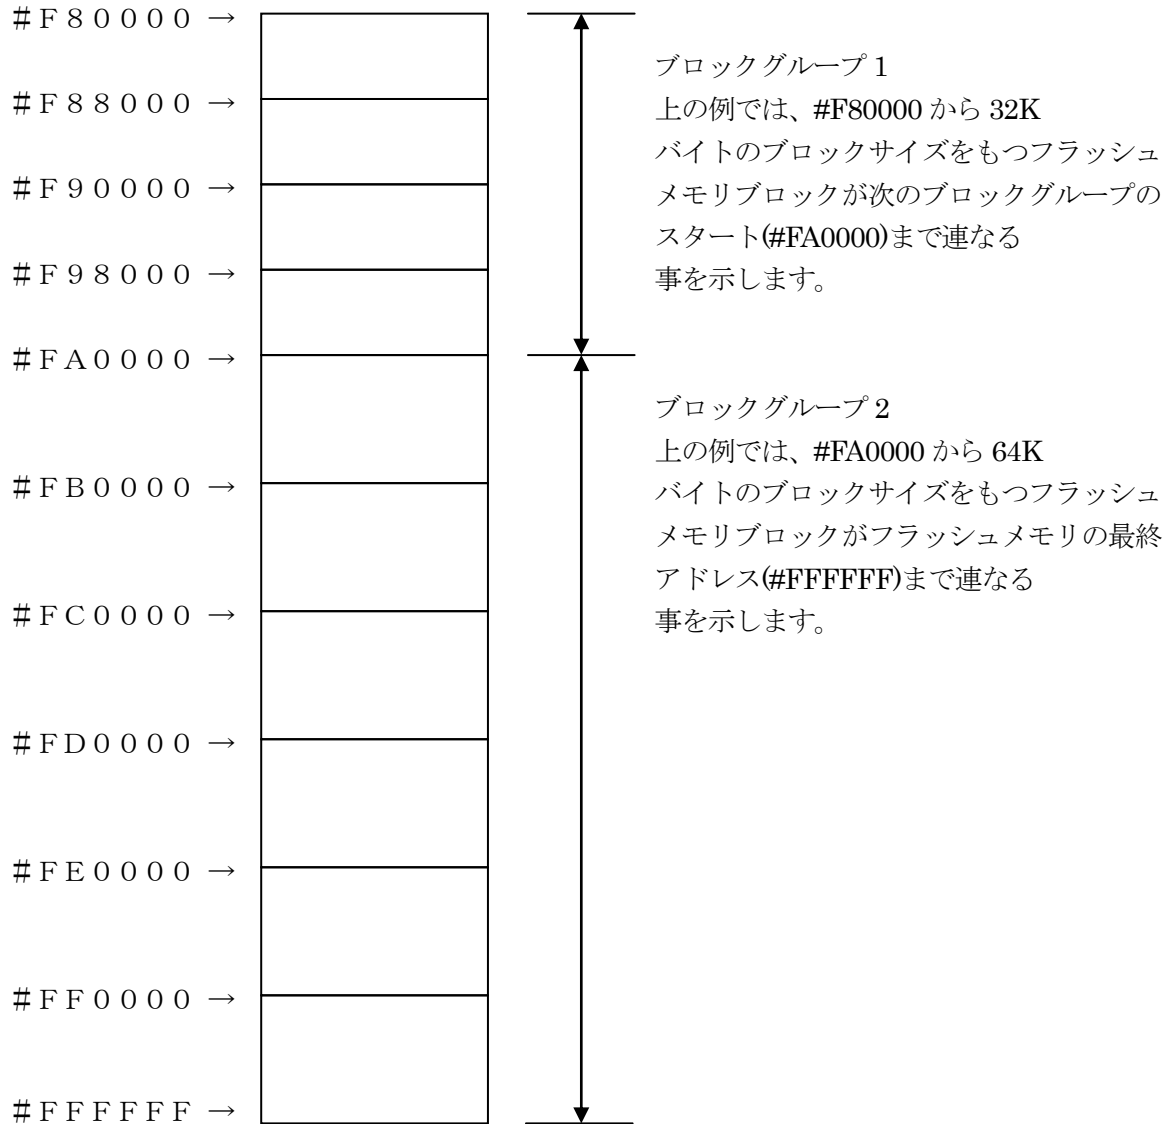 ＃Ｆ８００００ →
ブロックグループ 1
上の例では、#F80000 から 32K
＃Ｆ８８０００ →
バイトのブロックサイズをもつフラッシュ
＃Ｆ９００００ →
メモリブロックが次のブロックグループの
スタート(#FA0000)まで連なる
＃Ｆ９８０００ →
事を示します。
＃ＦＡ００００ →
ブロックグループ 2
上の例では、#FA0000 から 64K
＃ＦＢ００００ →
バイトのブロックサイズをもつフラッシュ
メモリブロックがフラッシュメモリの最終
アドレス(#FFFFFF)まで連なる
＃ＦＣ００００ →
事を示します。
＃ＦＤ００００ →
＃ＦＥ００００ →
＃ＦＦ００００ →
＃ＦＦＦＦＦＦ →